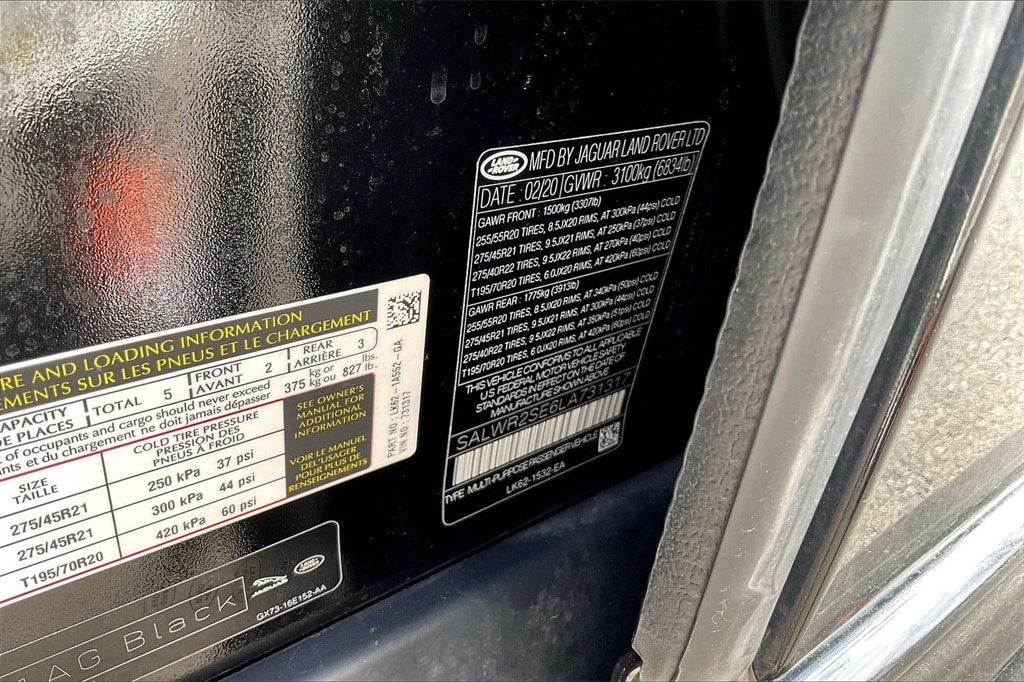 LAND ROVER MFD BY JAGUAR LAND ROVER LTD
DATE : 02/20 GVWR : 3100kg (6834lb)
GAWR FRONT : 1500kg (3307lb)
255/55R20 TIRES, 8.5JX20 RIMS, AT 300kPa (44psi) COLD
275/45R21 TIRES, 9.5JX21 RIMS, AT 250kPa (37psi) COLD
275/40R22 TIRES, 9.5JX22 RIMS, AT 270kPa (40psi) COLD
T195/70R20 TIRES, 6.0JX20 RIMS, AT 420kPa (60psi) COLD
GAWR REAR : 1775kg (3913lb)
255/55R20 TIRES, 8.5JX20 RIMS, AT 340kPa (50psi) COLD
275/45R21 TIRES, 9.5JX21 RIMS, AT 300kPa (44psi) COLD
275/40R22 TIRES, 9.5JX22 RIMS, AT 350kPa (51psi) COLD
T195/70R20 TIRES, 6.0JX20 RIMS, AT 420kPa (60psi) COLD
THIS VEHICLE CONFORMS TO ALL APPLICABLE
U.S FEDERAL MOTOR VEHICLE SAFETY
STANDARDS IN EFFECT ON THE DATE OF
MANUFACTURE SHOWN ABOVE
SALWR2SE6LA731317
TYPE MULTI-PURPOSE PASSENGER VEHICLE
LK62-1532-EA
RE AND LOADING INFORMATION
EMENTS SUR LES PNEUS ET LE CHARGEMENT
CAPACITY TOTAL 5 FRONT 2 REAR 3
DE PLACES AVANT ARRIÈRE
of occupants and cargo should never exceed 375 kg or 827 lbs.
nts et du chargement ne doit jamais dépasser kg ou lb.
SIZE
TAILLE
COLD TIRE PRESSURE
PRESSION DES
PNEUS A FROID
275/45R21 250 kPa 37 psi
275/45R21 300 kPa 44 psi
T195/70R20 420 kPa 60 psi
SEE OWNER'S
MANUAL FOR
ADDITIONAL
INFORMATION
VOIR LE MANUEL
DEL'USAGER
POUR PLUS DE
RENSEIGNEMENTS
PART NO : LK62-1A552-GA
VIN NO : 731317
AG Black
JAGUAR LAND ROVER
GX73-16E152-AA